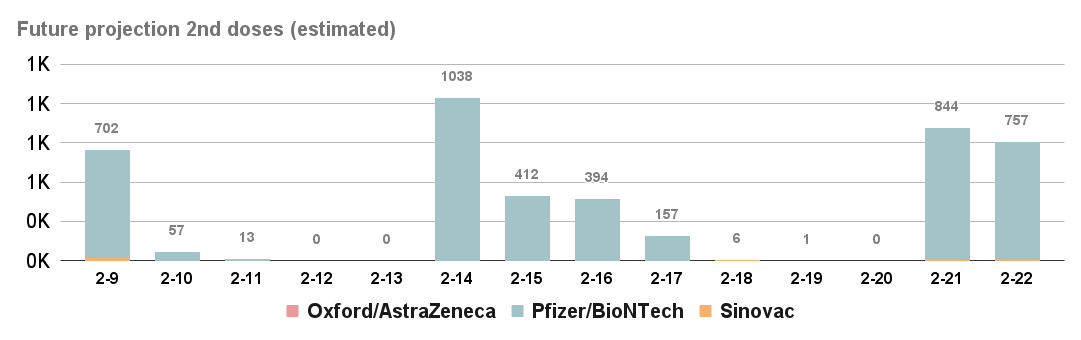 Future projection 2nd doses (estimated)
1K
1K
1K
1K
0K
0K
702
57
13
0
0
1038
412
394
157
6
1
0
844
757
2-9 2-10 2-11 2-12 2-13 2-14 2-15 2-16 2-17 2-18 2-19 2-20 2-21 2-22
Oxford/AstraZeneca Pfizer/BioNTech Sinovac